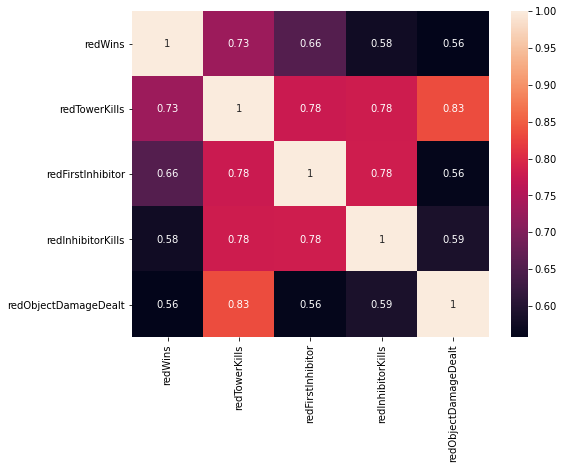 redWins 1 0.73 0.66 0.58 0.56
redTowerKills 0.73 1 0.78 0.78 0.83
redFirstInhibitor 0.66 0.78 1 0.78 0.56
redInhibitorKills 0.58 0.78 0.78 1 0.59
redObjectDamageDealt 0.56 0.83 0.56 0.59 1
redWins
redTowerKills
redFirstInhibitor
redInhibitorKills
redObjectDamageDealt
1.00
0.95
0.90
0.85
0.80
0.75
0.70
0.65
0.60